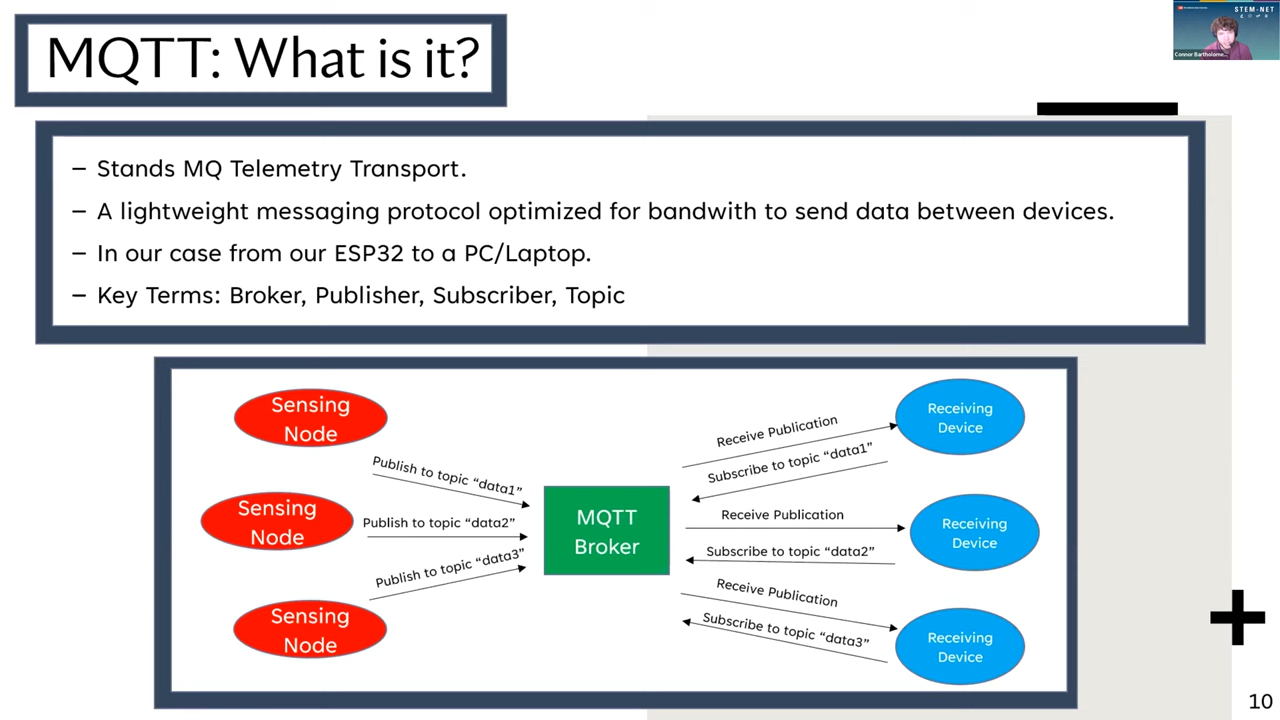 MQTT: What is it?
STEM-NET
Connor Bartholome...
– Stands MQ Telemetry Transport.
– A lightweight messaging protocol optimized for bandwith to send data between devices.
– In our case from our ESP32 to a PC/Laptop.
– Key Terms: Broker, Publisher, Subscriber, Topic
Sensing
Node
Publish to topic “data1”
Sensing
Node
Publish to topic “data2”
Publish to topic “data3”
Sensing
Node
MQTT
Broker
Receive Publication
Subscribe to topic “data1”
Receiving
Device
Receive Publication
Subscribe to topic “data2”
Receiving
Device
Receive Publication
Subscribe to topic “data3”
Receiving
Device
10